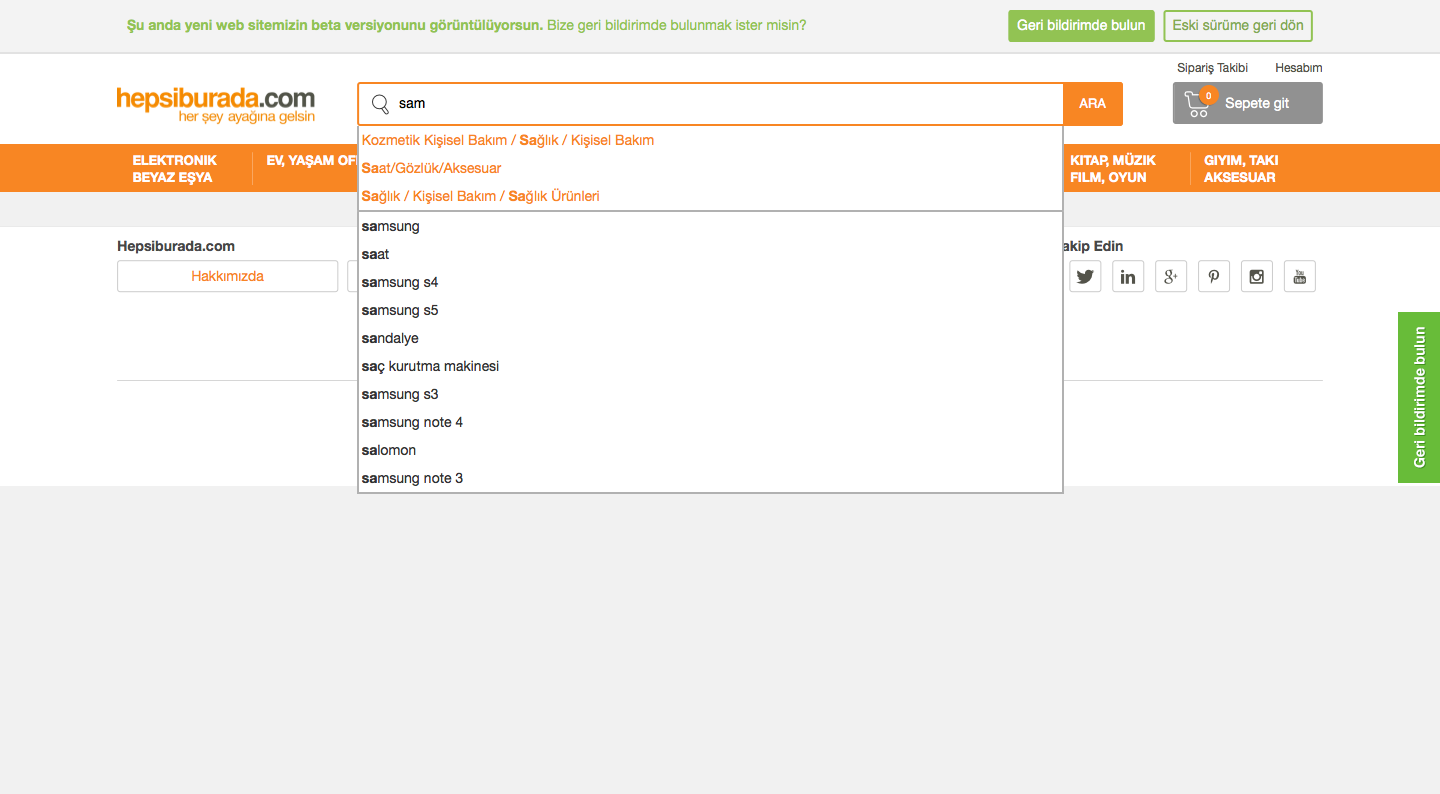 Şu anda yeni web sitemizin beta versiyonunu görüntülüyorsun. Bize geri bildirimde bulunmak ister misin?
Geri bildirimde bulun
Eski sürüme geri dön
Sipariş Takibi
Hesabım
hepsiburada.com
her şey ayağına gelsin
sam
ARA
0
Sepete git
ELEKTRONIK
BEYAZ EŞYA
EV, YAŞAM OF
KITAP, MÜZIK
FILM, OYUN
GIYIM, TAKI
AKSESUAR
Kozmetik Kişisel Bakım / Sağlık / Kişisel Bakım
Saat/Gözlük/Aksesuar
Sağlık / Kişisel Bakım / Sağlık Ürünleri
samsung
saat
samsung s4
samsung s5
sandalye
saç kurutma makinesi
samsung s3
samsung note 4
salomon
samsung note 3
Hepsiburada.com
Hakkımızda
akip Edin
in
g+
You
Tube
Geri bildirimde bulun